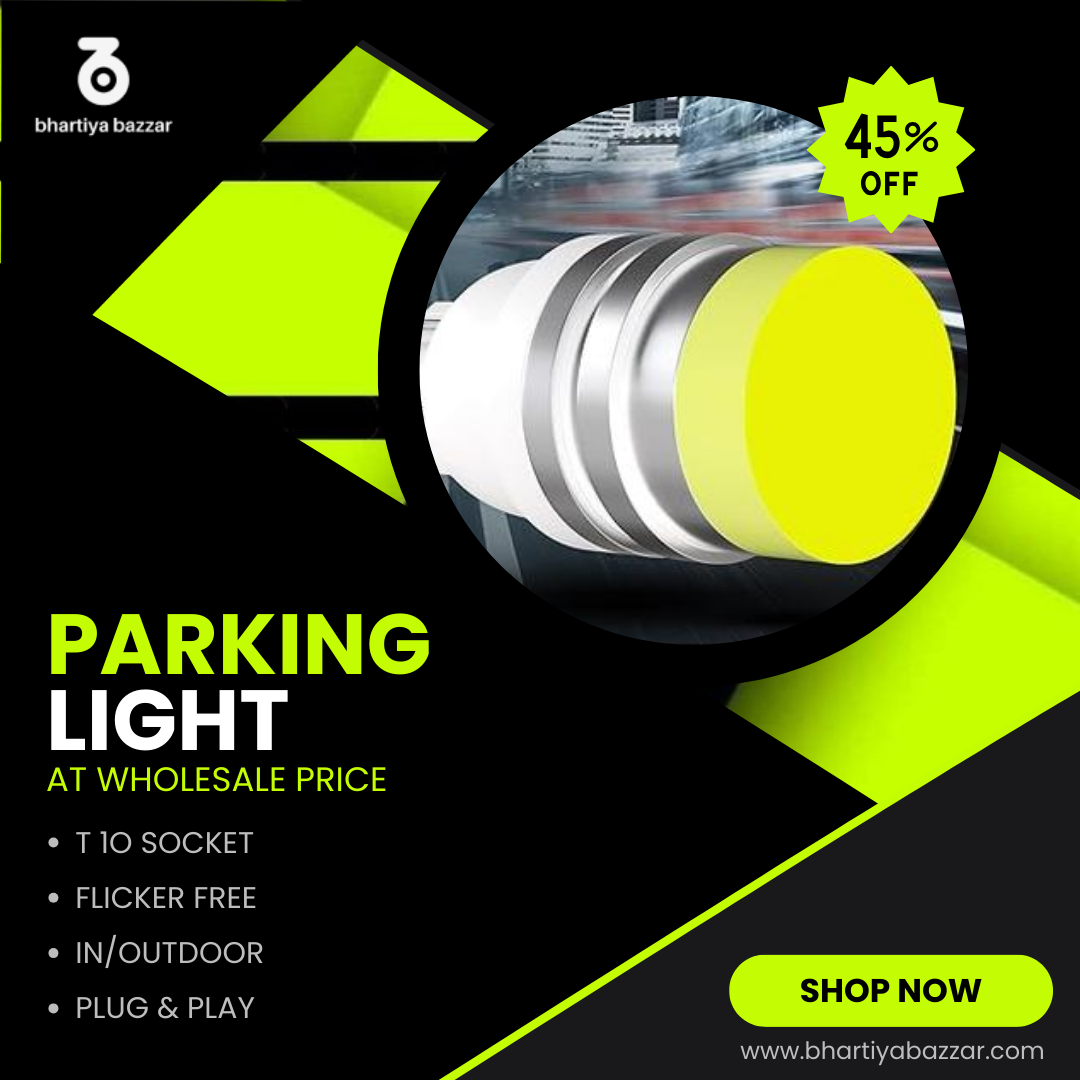 bhartiya bazzar
45%
OFF
PARKING
LIGHT
AT WHOLESALE PRICE
• T 10 SOCKET
• FLICKER FREE
• IN/OUTDOOR
• PLUG & PLAY
SHOP NOW
www.bhartiyabazzar.com